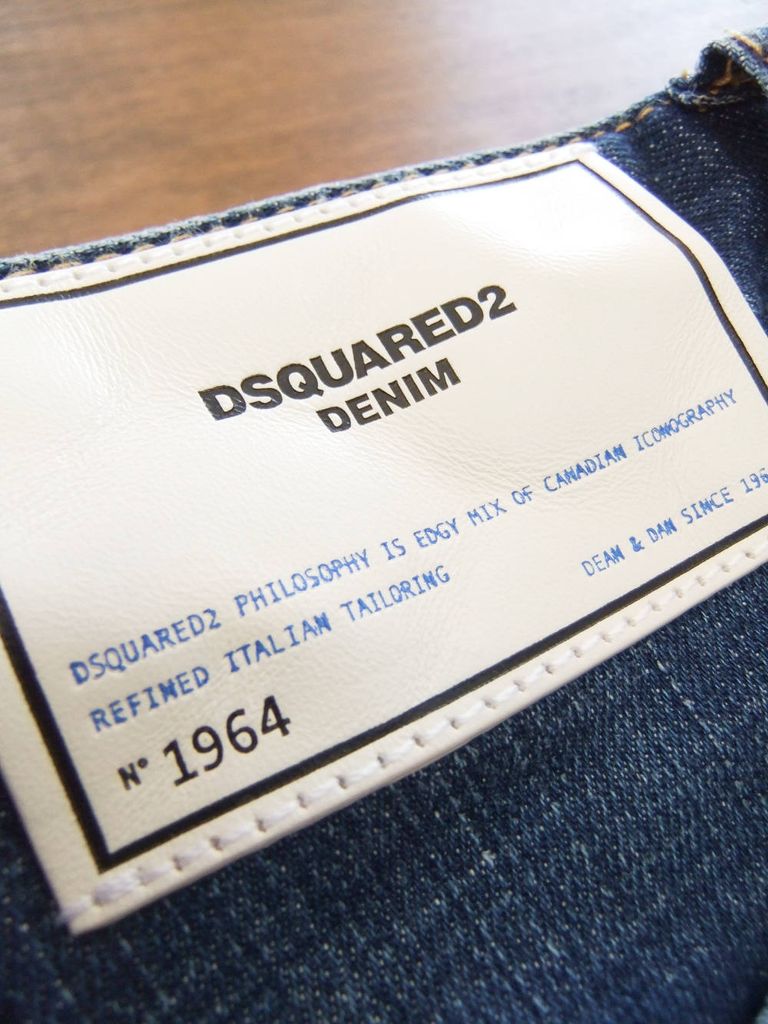 DSQUARED2
DENIM
DSQUARED2 PHILOSOPHY IS EDGY MIX OF CANADIAN ICONOGRAPHY
REFINED ITALIAN TAILORING
DEAN & DAN SINCE 196
N° 1964